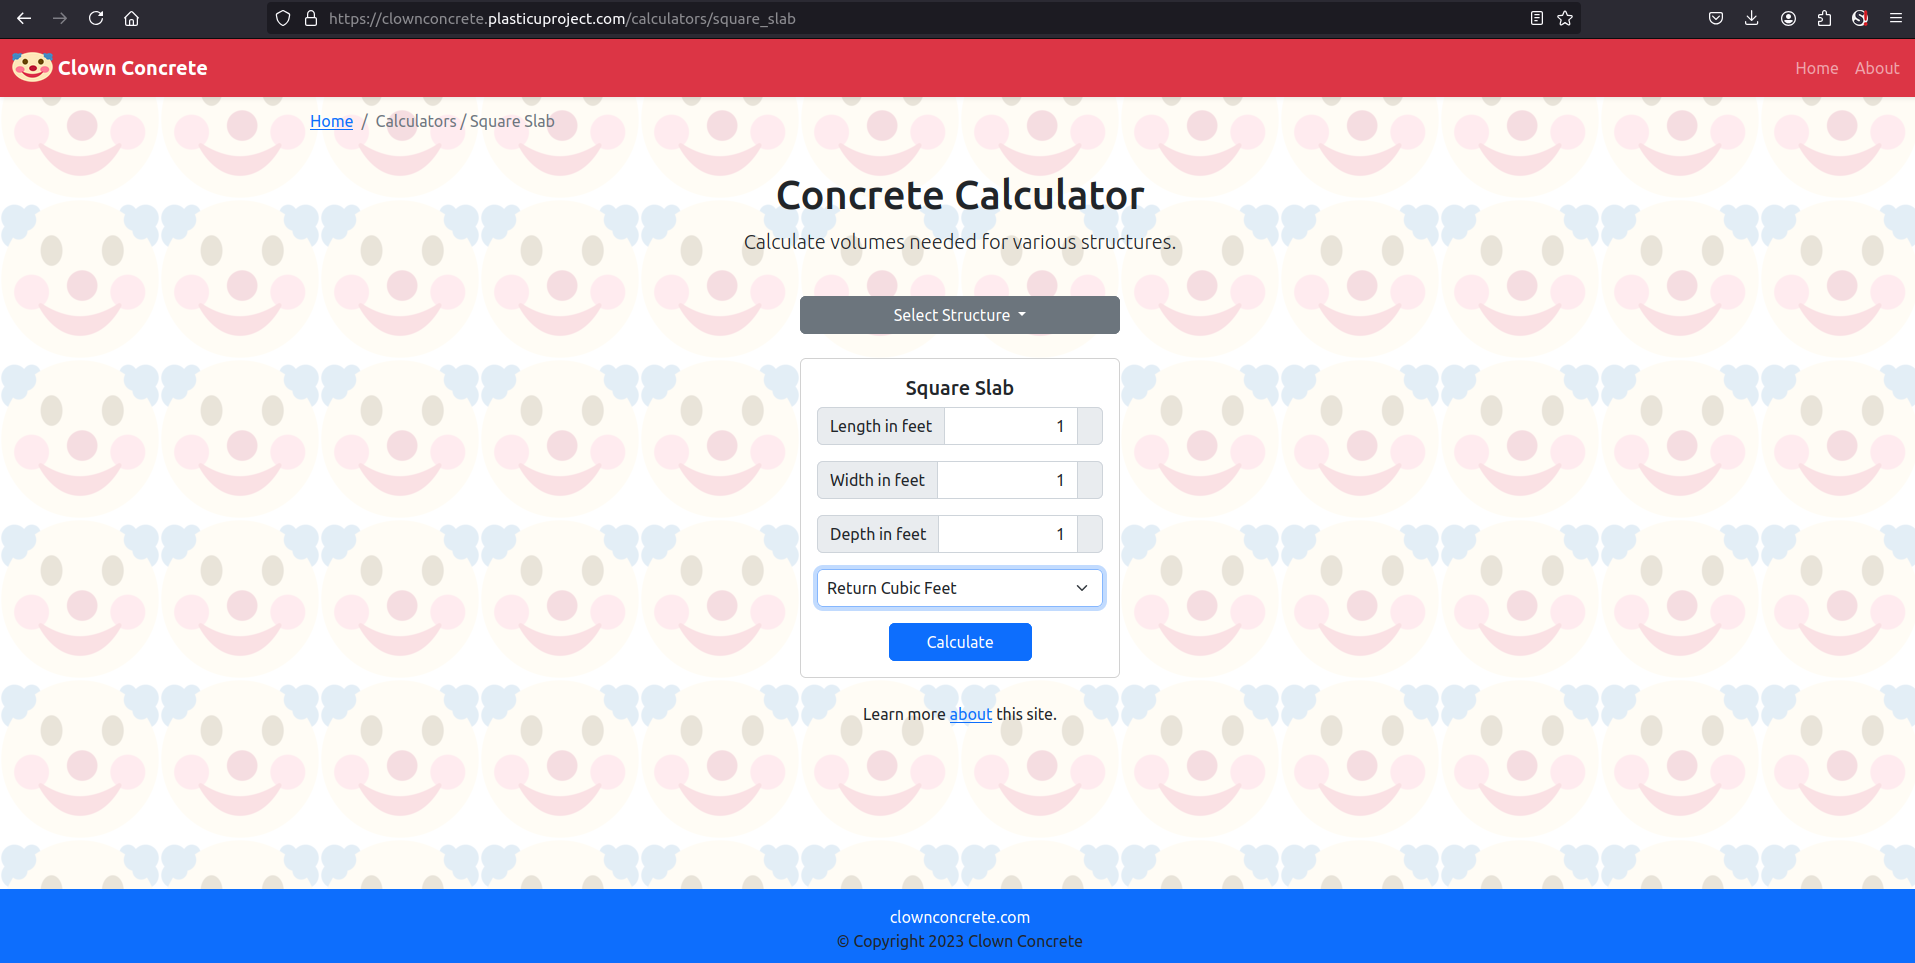 https://clownconcrete.plasticuproject.com/calculators/square_slab
Clown Concrete
Home About
Home / Calculators / Square Slab
Concrete Calculator
Calculate volumes needed for various structures.
Select Structure
Square Slab
Length in feet 1
Width in feet 1
Depth in feet 1
Return Cubic Feet
Calculate
Learn more about this site.
clownconcrete.com
© Copyright 2023 Clown Concrete